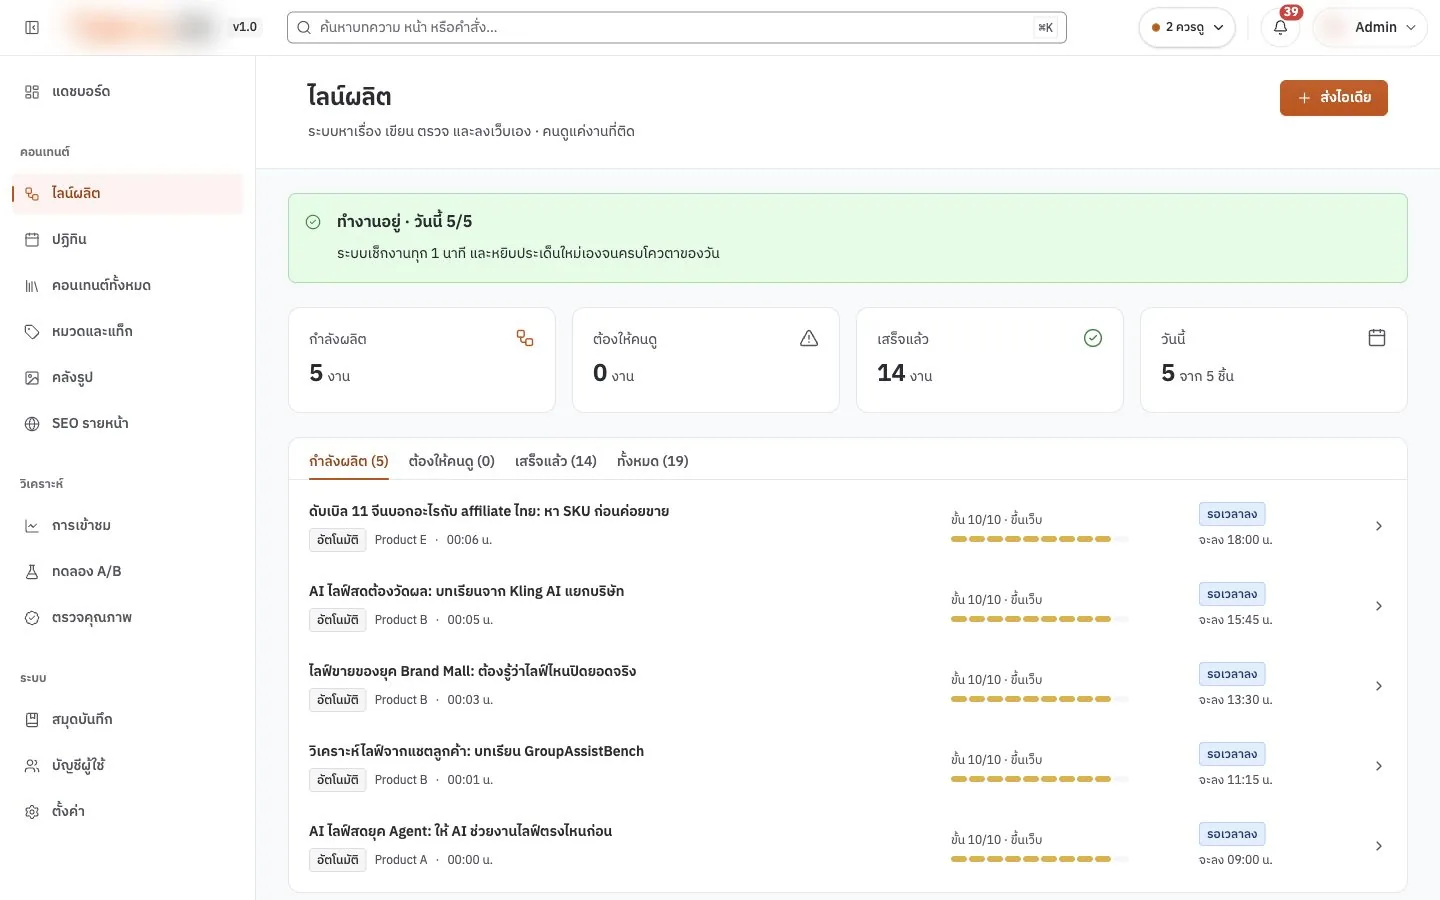 v1.0
ค้นหาบทความ หน้า หรือคำสั่ง...
⌘K
2 ควรดู
39
Admin
แดชบอร์ด
คอนเทนต์
ไลน์ผลิต
ปฏิทิน
คอนเทนต์ทั้งหมด
หมวดและแท็ก
คลังรูป
SEO รายหน้า
วิเคราะห์
การเข้าชม
ทดลอง A/B
ตรวจคุณภาพ
ระบบ
สมุดบันทึก
บัญชีผู้ใช้
ตั้งค่า
ไลน์ผลิต
ระบบหาเรื่อง เขียน ตรวจ และลงเว็บเอง · คนดูแค่งานที่ติด
ส่งไอเดีย
ทำงานอยู่ · วันนี้ 5/5
ระบบเช็กงานทุก 1 นาที และหยิบประเด็นใหม่เองจนครบโควตาของวัน
กำลังผลิต
5 งาน
ต้องให้คนดู
0 งาน
เสร็จแล้ว
14 งาน
วันนี้
5 จาก 5 ชิ้น
กำลังผลิต (5) ต้องให้คนดู (0) เสร็จแล้ว (14) ทั้งหมด (19)
ดับเบิล 11 จีนบอกอะไรกับ affiliate ไทย: หา SKU ก่อนค่อยขาย
อัตโนมัติ Product E · 00:06 น.
ขั้น 10/10 · ขึ้นเว็บ
รอเวลาลง
จะลง 18:00 น.
AI ไลฟ์สดต้องวัดผล: บทเรียนจาก Kling AI แยกบริษัท
อัตโนมัติ Product B · 00:05 น.
ขั้น 10/10 · ขึ้นเว็บ
รอเวลาลง
จะลง 15:45 น.
ไลฟ์ขายของยุค Brand Mall: ต้องรู้ว่าไลฟ์ไหนปิดยอดจริง
อัตโนมัติ Product B · 00:03 น.
ขั้น 10/10 · ขึ้นเว็บ
รอเวลาลง
จะลง 13:30 น.
วิเคราะห์ไลฟ์จากแชตลูกค้า: บทเรียน GroupAssistBench
อัตโนมัติ Product B · 00:01 น.
ขั้น 10/10 · ขึ้นเว็บ
รอเวลาลง
จะลง 11:15 น.
AI ไลฟ์สดยุค Agent: ให้ AI ช่วยงานไลฟ์ตรงไหนก่อน
อัตโนมัติ Product A · 00:00 น.
ขั้น 10/10 · ขึ้นเว็บ
รอเวลาลง
จะลง 09:00 น.